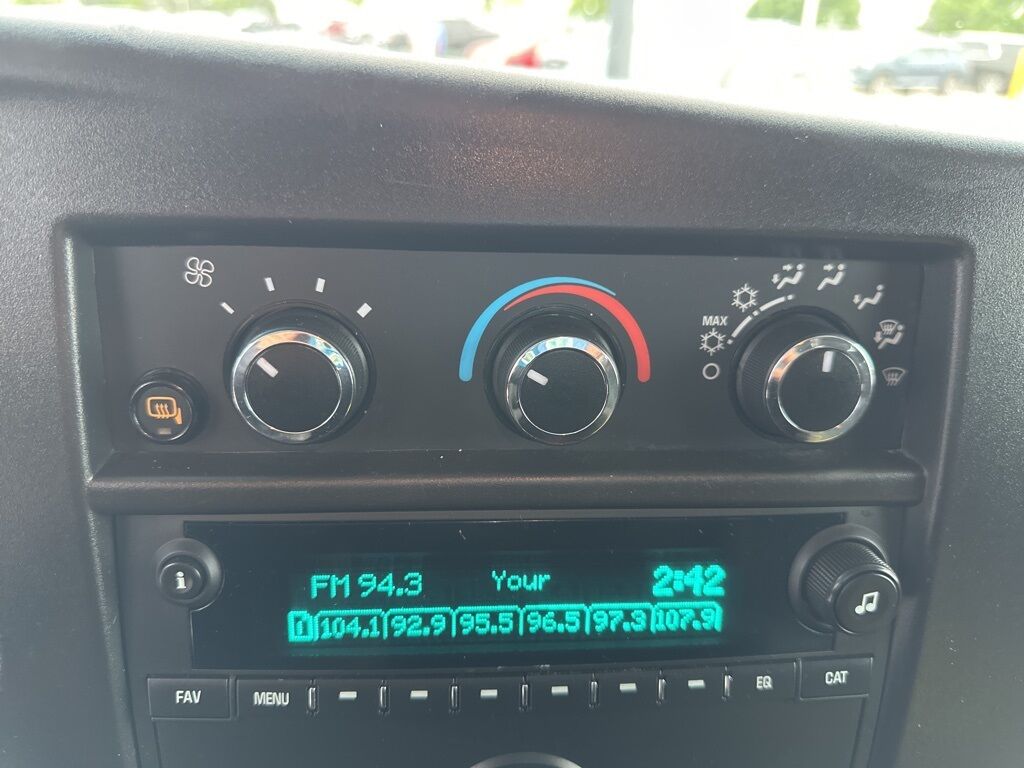 MAX
i
FM 94.3 Your 2:42
1 104.1 92.9 95.5 96.5 97.3 107.9
FAV MENU EQ CAT